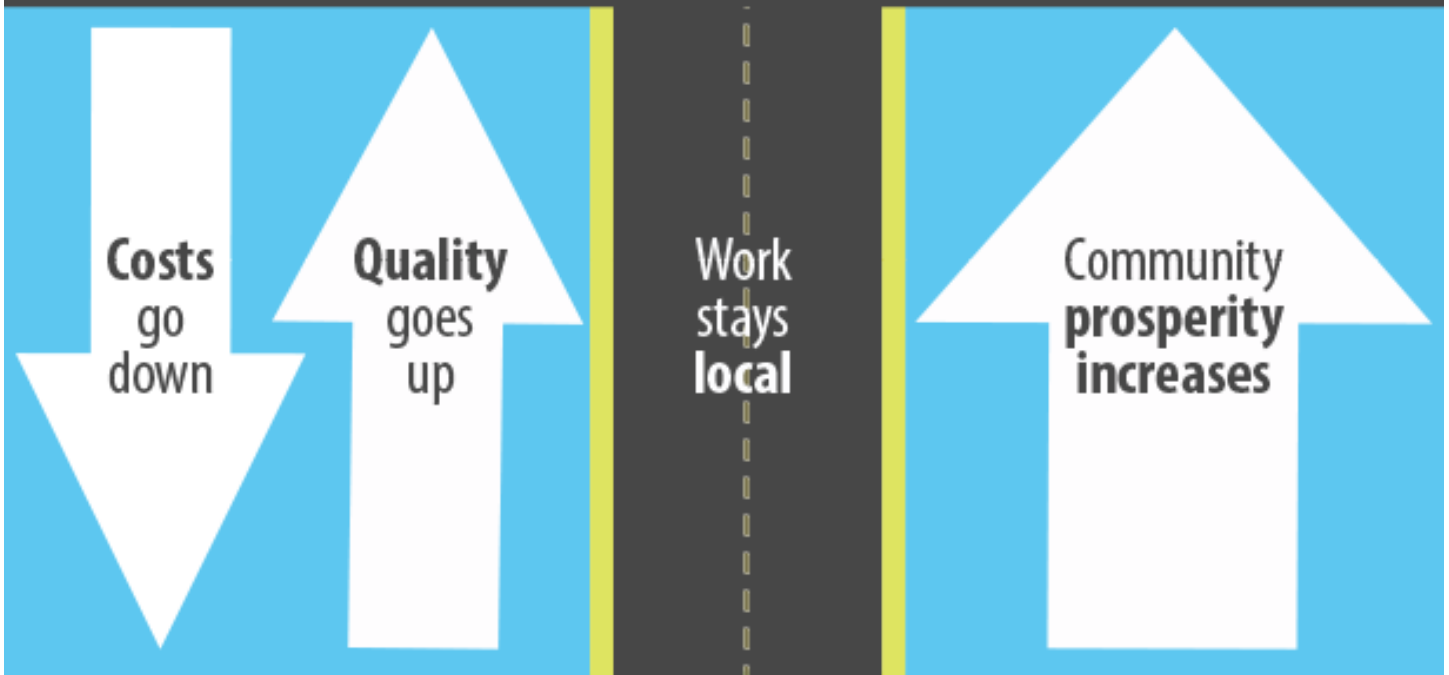 Costs
go
down
Quality
goes
up
Work
stays
local
Community
prosperity
increases